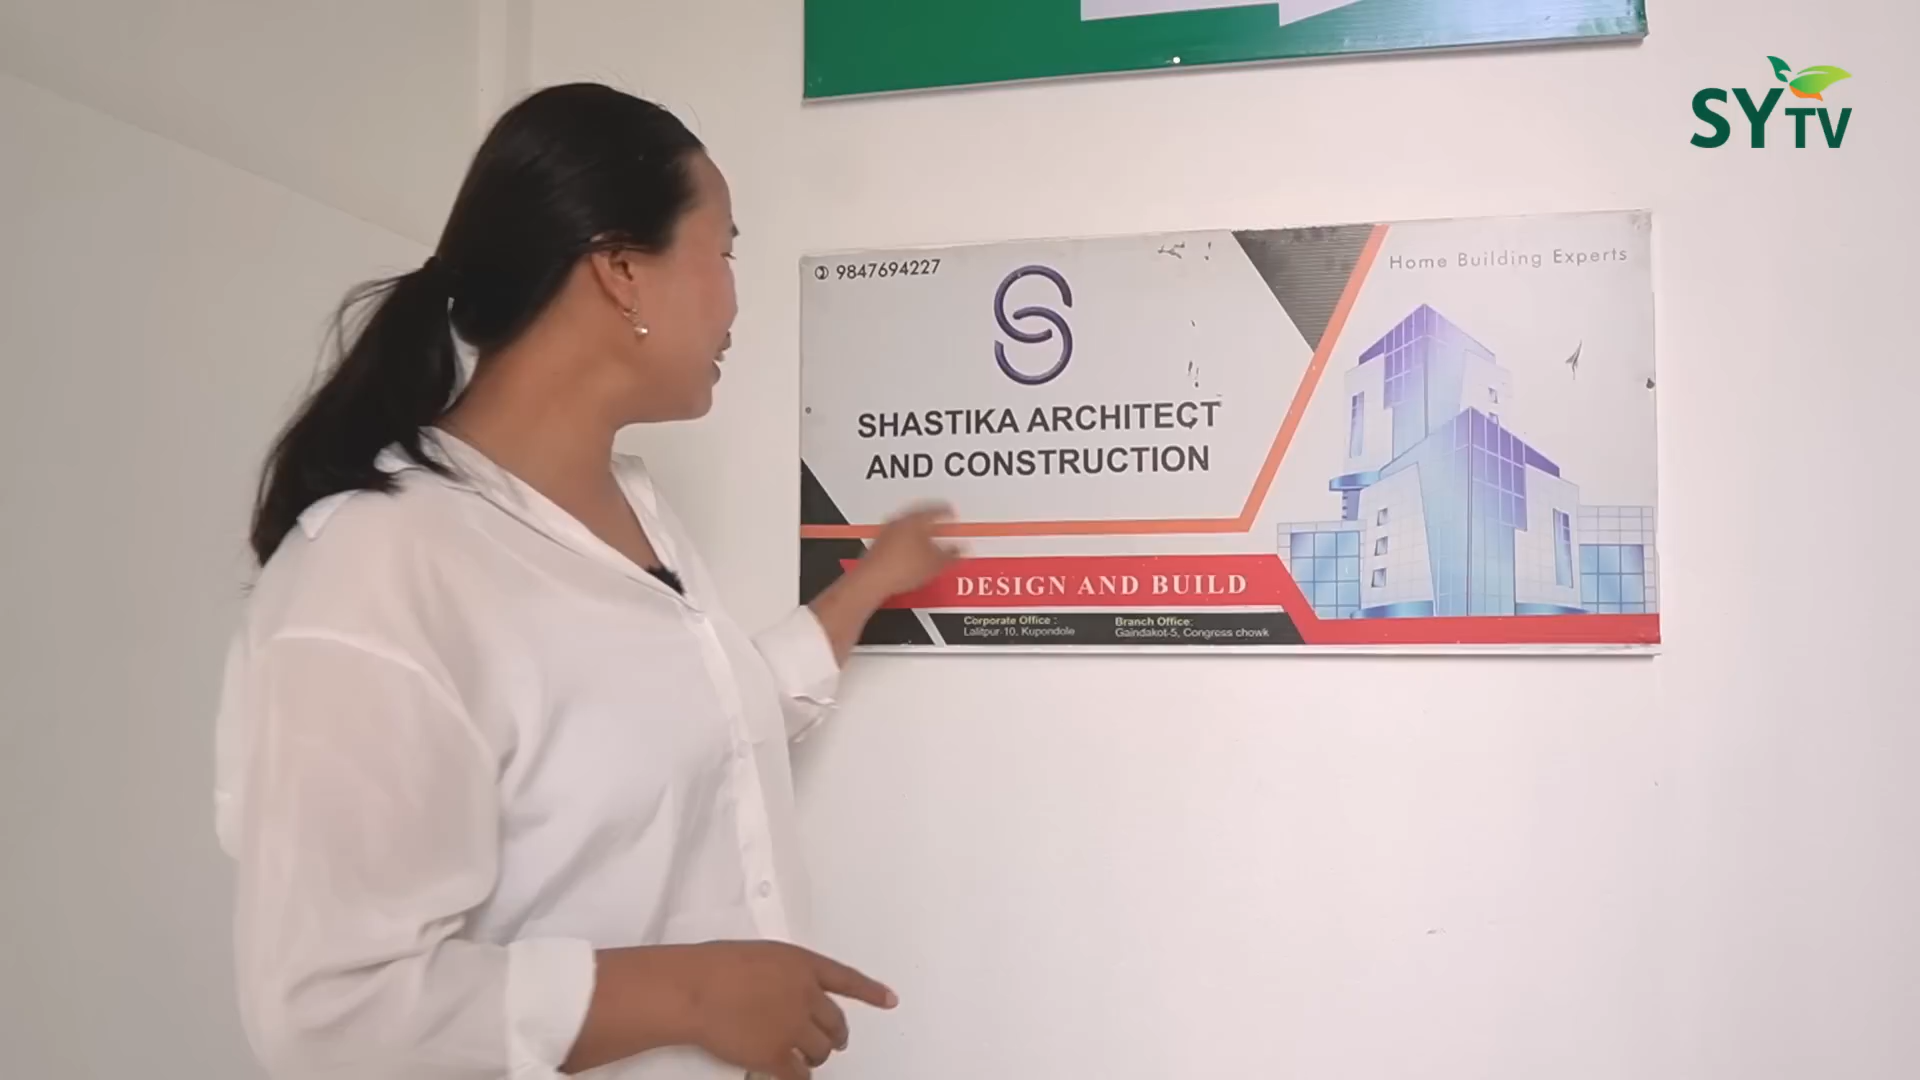 SYTV
9847694227
Home Building Experts
SHASTIKA ARCHITECT
AND CONSTRUCTION
DESIGN AND BUILD
Corporate Office :
Lalitpur-10, Kupondole
Branch Office:
Gaindakot-5, Congress chowk